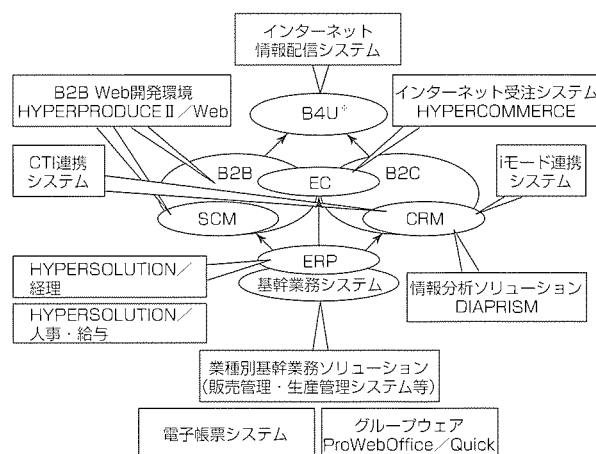 インターネット
情報配信システム
B2B Web開発環境
HYPERPRODUCEⅡ／Web
B4U※
インターネット受注システム
HYPERCOMMERCE
CTI連携
システム
B2B
EC
B2C
iモード連携
システム
SCM
CRM
HYPERSOLUTION／
経理
ERP
基幹業務システム
情報分析ソリューション
DIAPRISM
HYPERSOLUTION／
人事・給与
業種別基幹業務ソリューション
（販売管理・生産管理システム等）
電子帳票システム
グループウェア
ProWebOffice／Quick